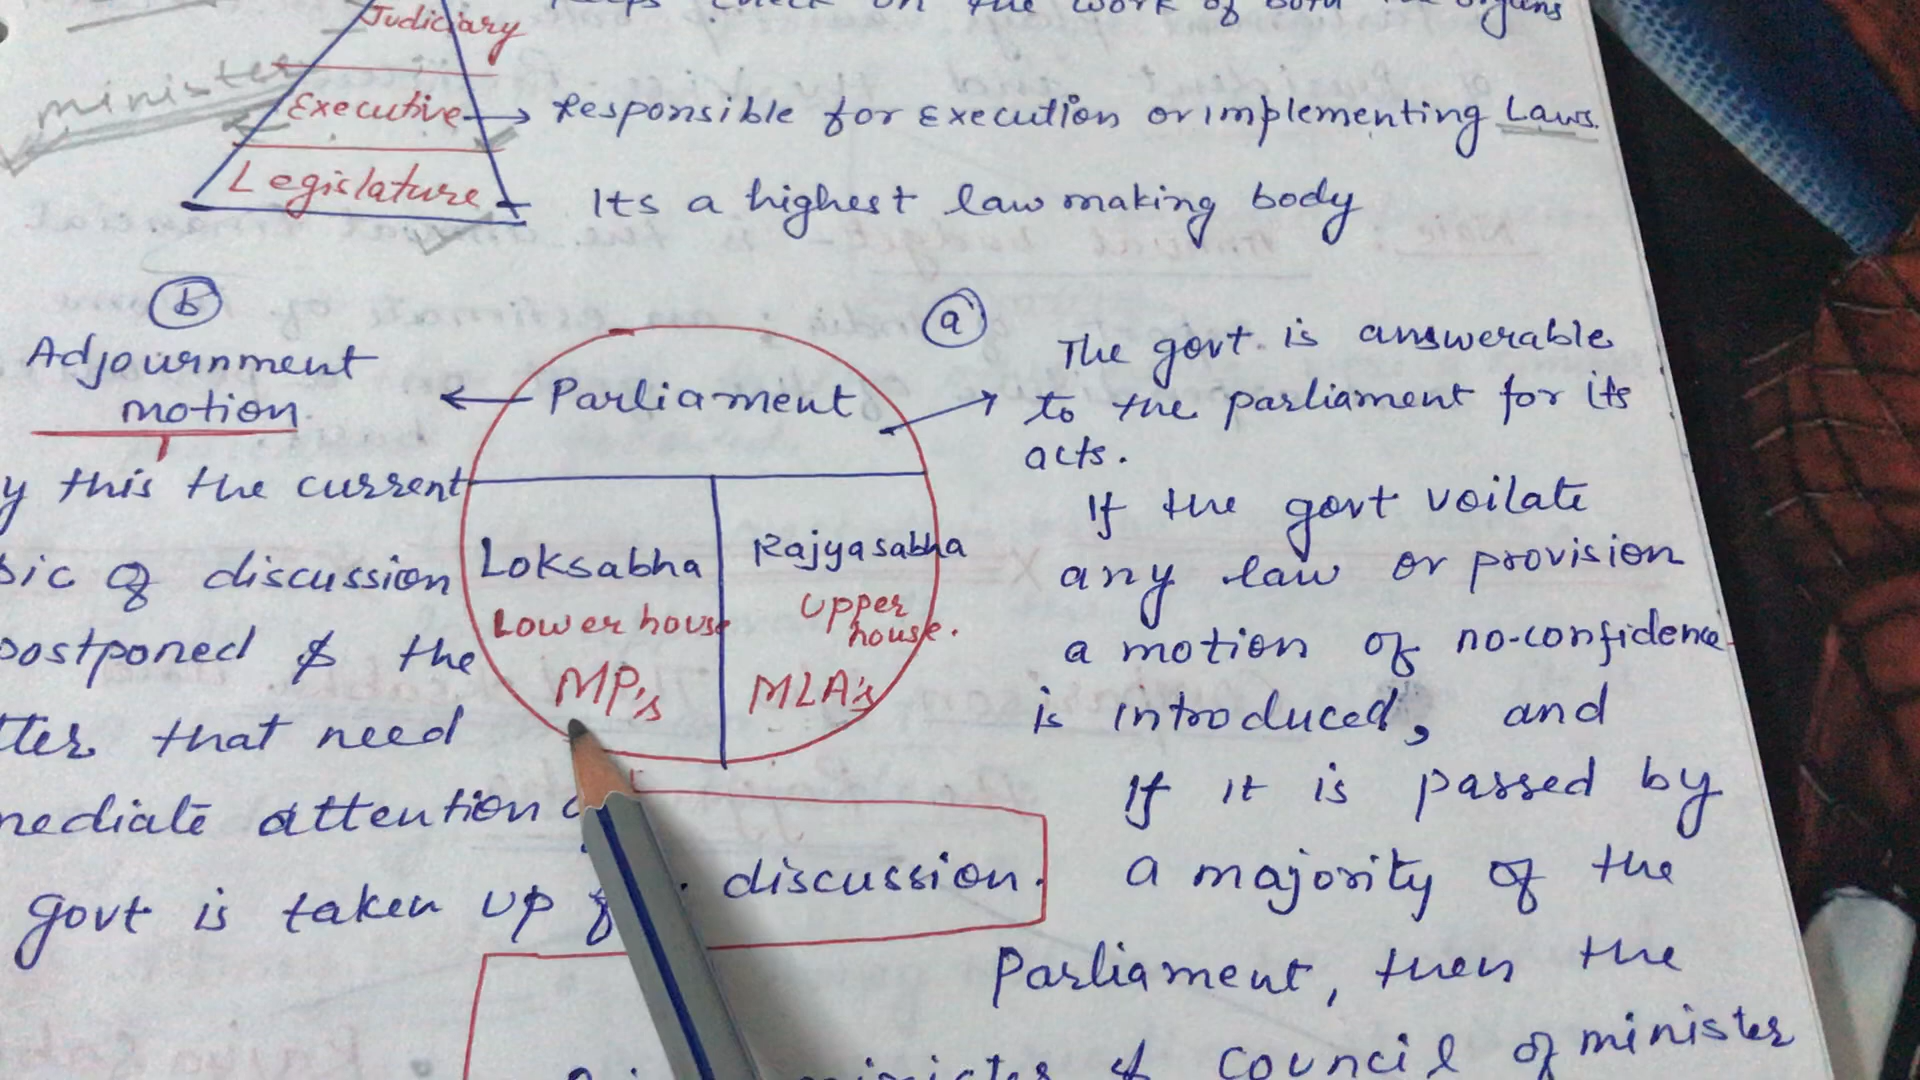 Judiciary
minister
Executive → Responsible for Execution or implementing Laws.
Legislature Its a highest law making body
b
Adjournment
motion.
this the current
of discussion
postponed & the
that need
attention
govt is taken up
discussion.
Parliament
Loksabha
Lower house
MP's
Rajyasabha
Upper
house.
MLA's
a
The govt. is answerable
to the parliament for its
acts.
If the govt voilate
any law or provision
a motion of no-confidence
is introduced, and
If it is passed by
a majority of the
Parliament, then the
council of minister